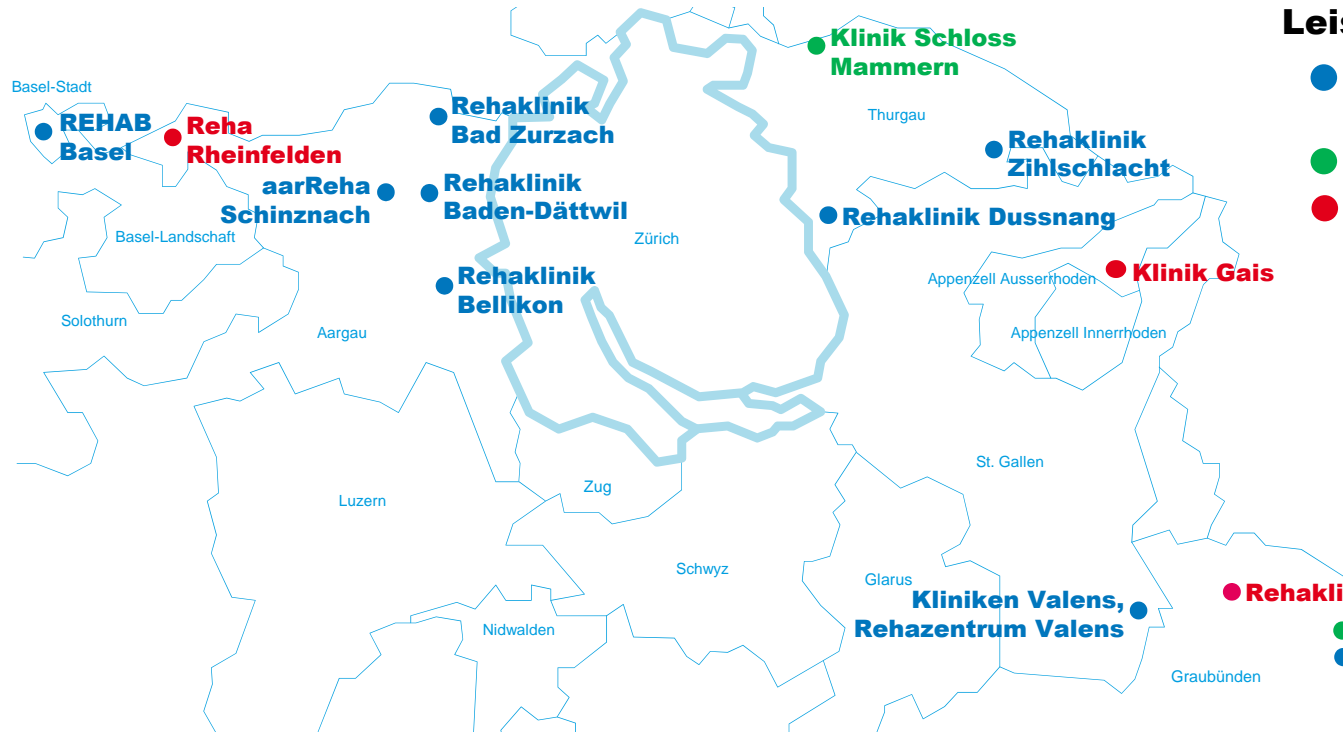 Leis
Klinik Schloss
Mammern
Basel-Stadt
REHAB
Basel
Reha
Rheinfelden
Rehaklinik
Bad Zurzach
Thurgau
Rehaklinik
Zihlschlacht
aarReha
Schinznach
Rehaklinik
Baden-Dättwil
Rehaklinik Dussnang
Basel-Landschaft
Zürich
Appenzell Ausserrhoden
Klinik Gais
Rehaklinik
Bellikon
Solothurn
Aargau
Appenzell Innerrhoden
St. Gallen
Zug
Luzern
Schwyz
Glarus
Kliniken Valens,
Rehazentrum Valens
Rehakli
Nidwalden
Graubünden